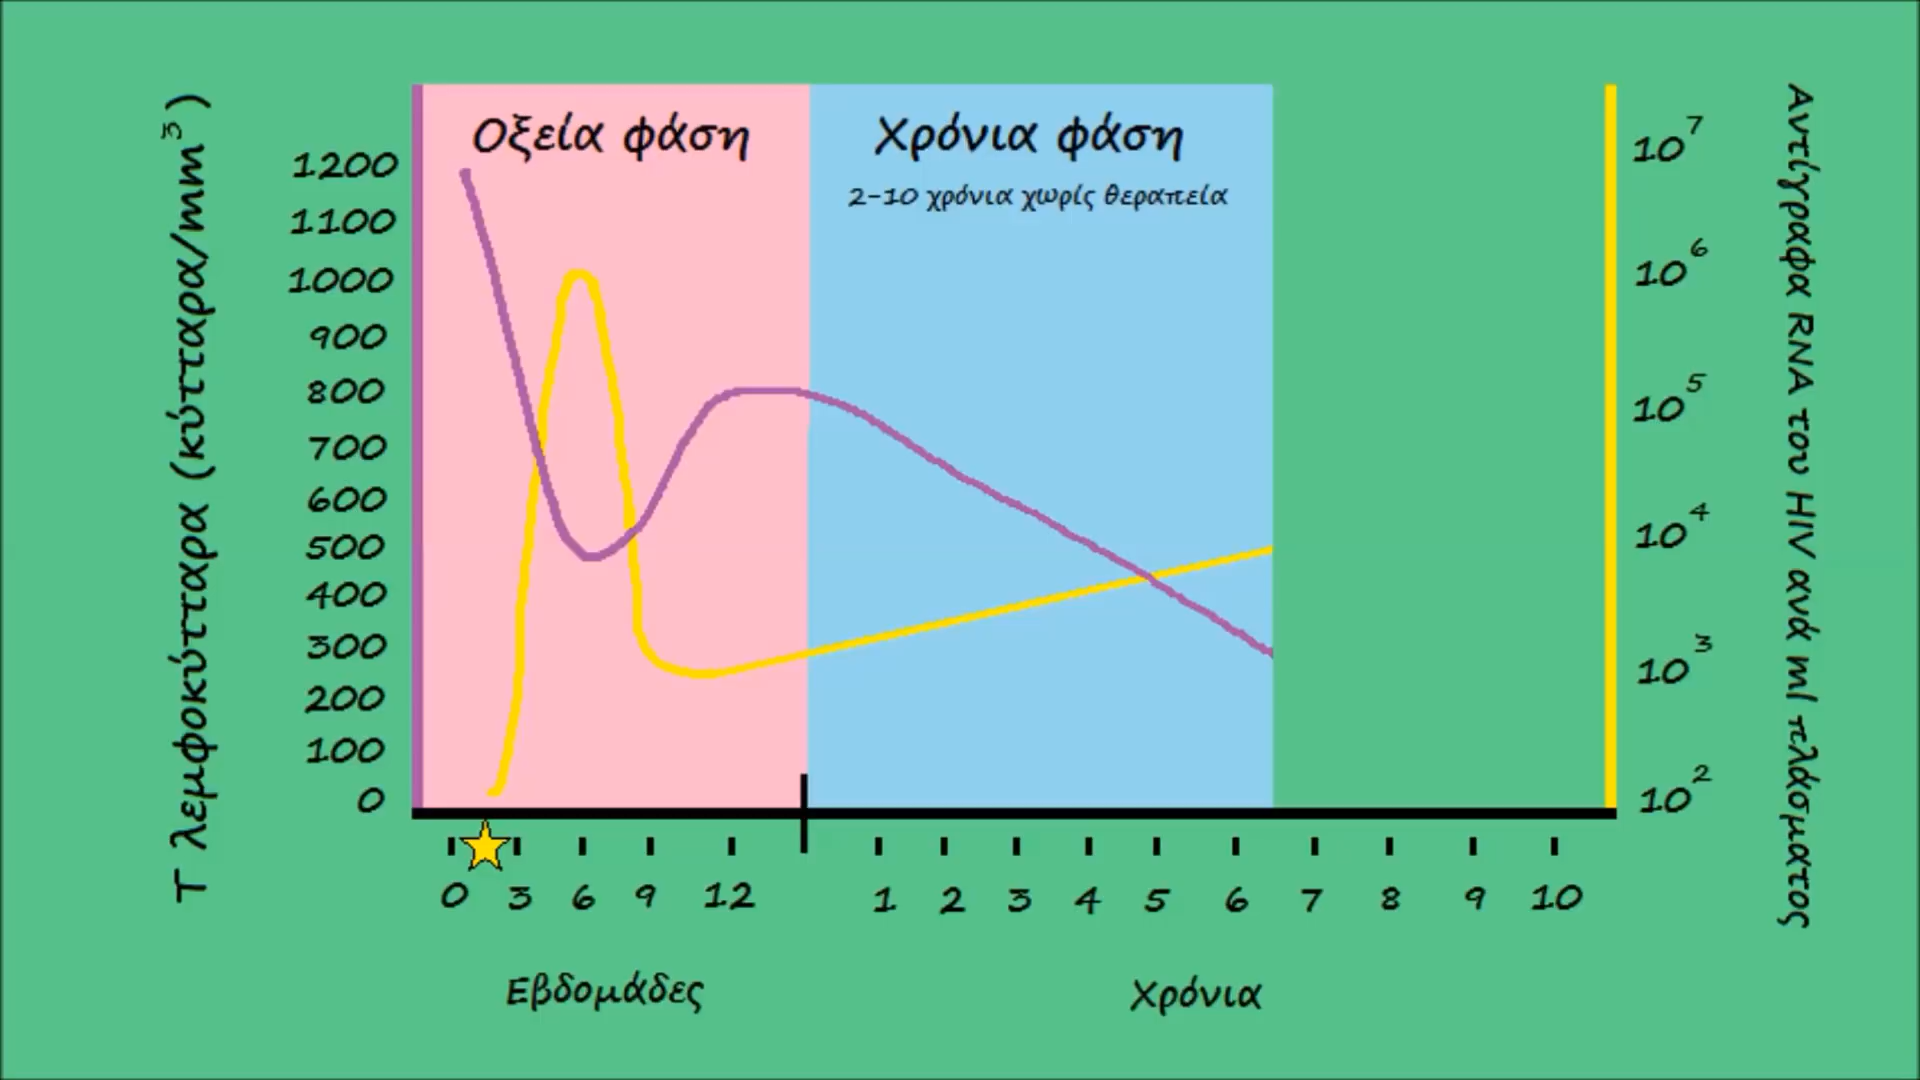 Οξεία φάση
Χρόνια φάση
2-10 χρόνια χωρίς θεραπεία
Τ λεμφοκύτταρα (κύτταρα/mm³)
1200
1100
1000
900
800
700
600
500
400
300
200
100
0
10⁷
10⁶
10⁵
10⁴
10³
10²
Αντίγραφα RNA του HIV ανά ml πλάσματος
0 3 6 9 12 1 2 3 4 5 6 7 8 9 10
Εβδομάδες
Χρόνια